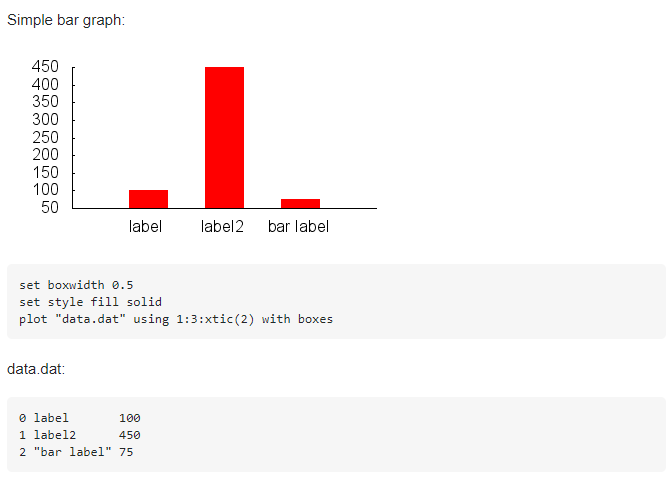 Simple bar graph:
450
400
350
300
250
200
150
100
50
label label2 bar label
set boxwidth 0.5
set style fill solid
plot "data.dat" using 1:3:xtic(2) with boxes
data.dat:
0 label       100
1 label2      450
2 "bar label" 75